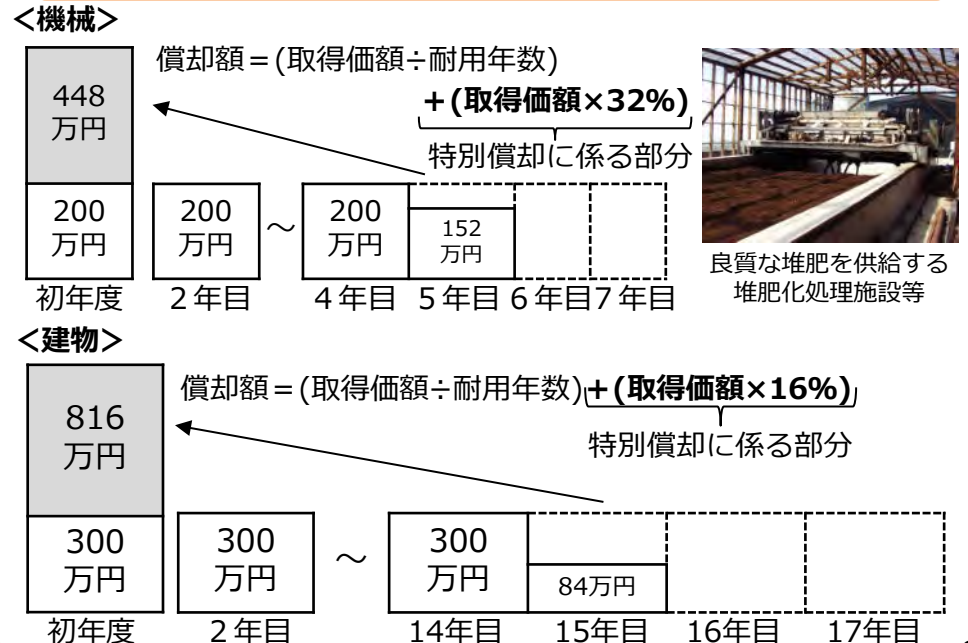 ＜機械＞
償却額＝(取得価額÷耐用年数)
＋(取得価額×32%)
特別償却に係る部分
448
万円
200
万円
200
万円
～
200
万円
152
万円
初年度
２年目
４年目
５年目
６年目
７年目
良質な堆肥を供給する
堆肥化処理施設等
＜建物＞
償却額＝(取得価額÷耐用年数)＋(取得価額×16%)
特別償却に係る部分
816
万円
300
万円
300
万円
～
300
万円
84万円
初年度
２年目
14年目
15年目
16年目
17年目